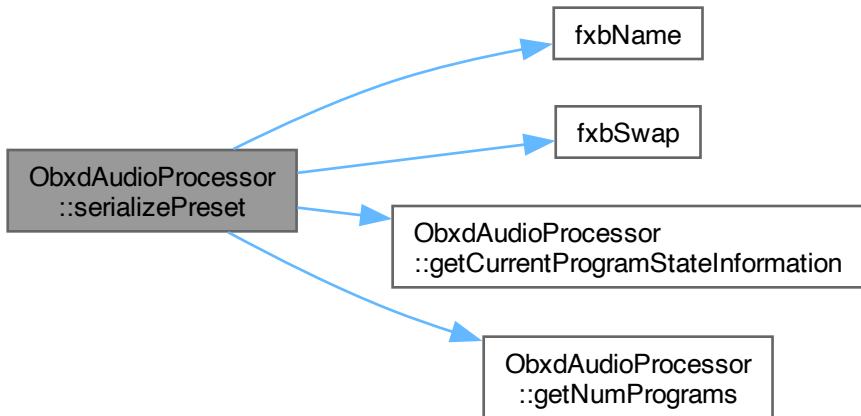 fxbName
fxbSwap
ObxdAudioProcessor
::serializePreset
ObxdAudioProcessor
::getCurrentProgramStateInformation
ObxdAudioProcessor
::getNumPrograms